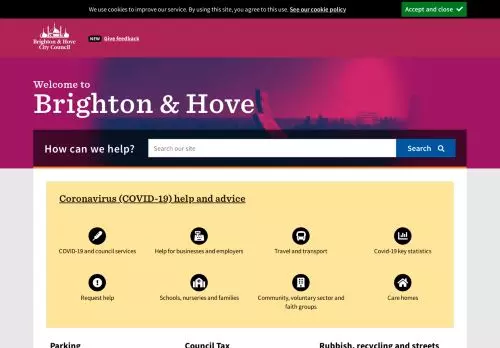 We use cookies to improve our service. By using this site, you agree to this use. See our cookie policy
Accept and close
Brighton & Hove
City Council
NEW Give feedback
Welcome to
Brighton & Hove
How can we help?
Search our site
Search
Coronavirus (COVID-19) help and advice
COVID-19 and council services
Help for businesses and employers
Travel and transport
Covid-19 key statistics
Request help
Schools, nurseries and families
Community, voluntary sector and
faith groups
Care homes
Parking
Council Tax
Rubbish, recycling and streets